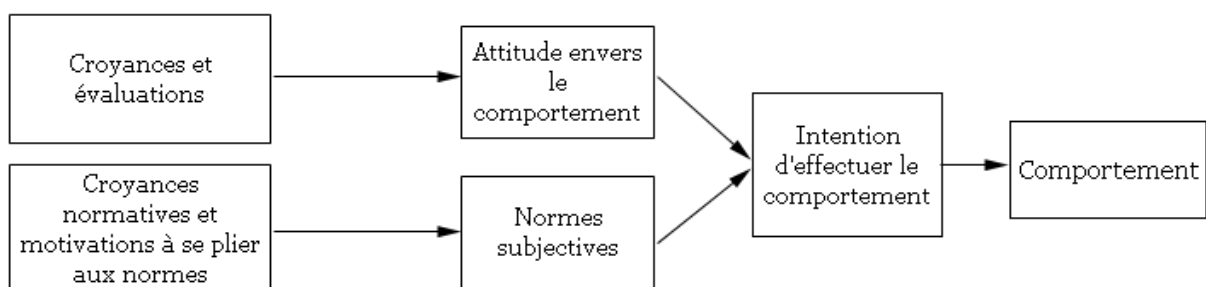 Croyances et
évaluations
Attitude envers
le
comportement
Croyances
normatives et
motivations à se plier
aux normes
Normes
subjectives
Intention
d'effectuer le
comportement
Comportement